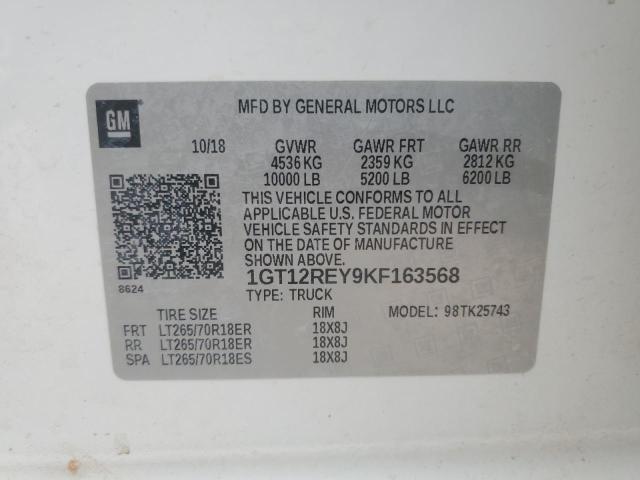 GM
MFD BY GENERAL MOTORS LLC
10/18 GVWR GAWR FRT GAWR RR
4536 KG 2359 KG 2812 KG
10000 LB 5200 LB 6200 LB
THIS VEHICLE CONFORMS TO ALL
APPLICABLE U.S. FEDERAL MOTOR
VEHICLE SAFETY STANDARDS IN EFFECT
ON THE DATE OF MANUFACTURE
SHOWN ABOVE.
1GT12REY9KF163568
8624
TYPE: TRUCK
TIRE SIZE RIM MODEL: 98TK25743
FRT LT265/70R18ER 18X8J
RR LT265/70R18ER 18X8J
SPA LT265/70R18ES 18X8J